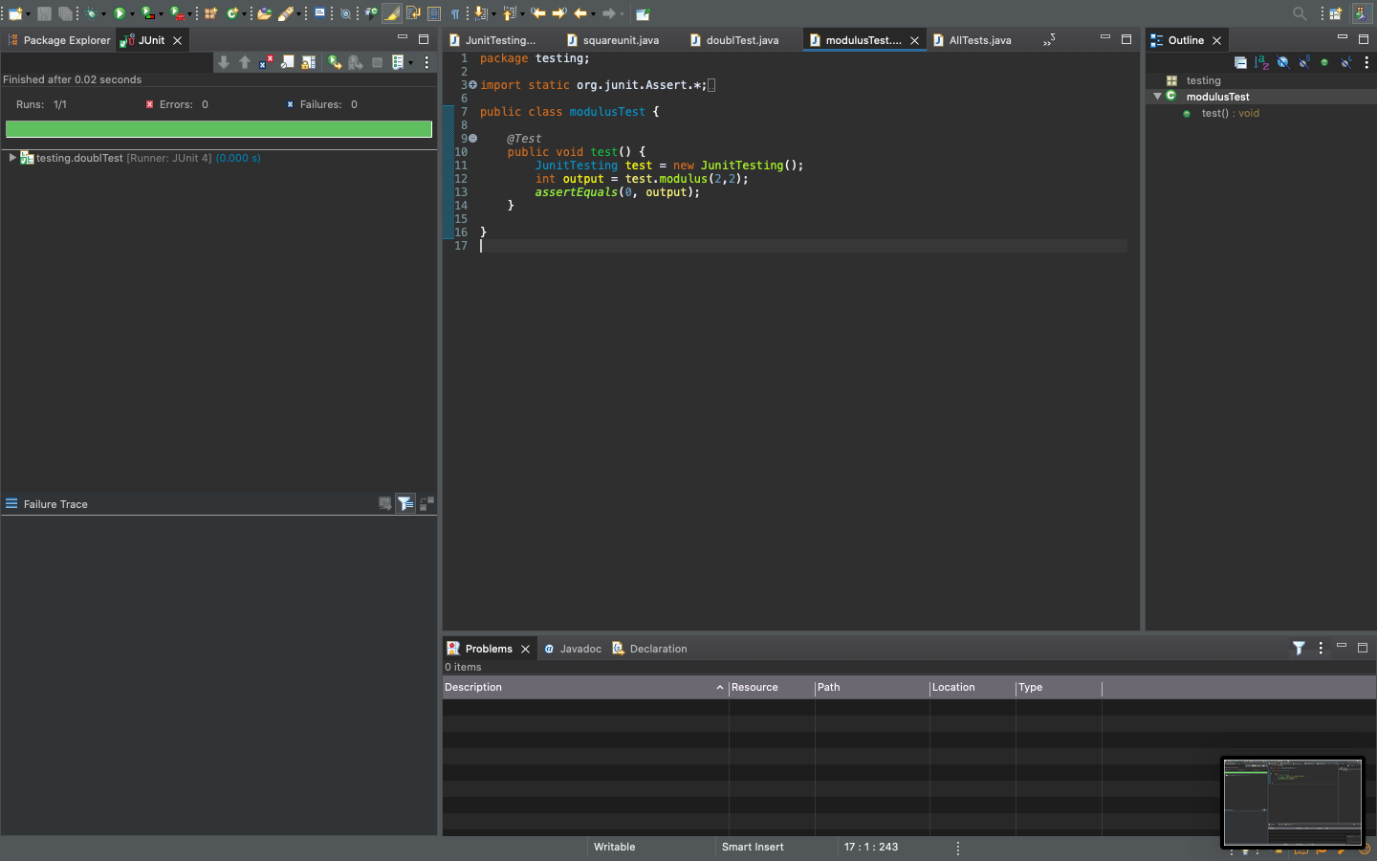 Package Explorer
JUnit
Finished after 0.02 seconds
Runs: 1/1
Errors: 0
Failures: 0
testing.doublTest [Runner: JUnit 4] (0.000 s)
Failure Trace
JunitTesting...
squareunit.java
doublTest.java
modulusTest....
AllTests.java
»5
1 package testing;
2
3 import static org.junit.Assert.*;
6
7 public class modulusTest {
8
9 @Test
10 public void test() {
11 JunitTesting test = new JunitTesting();
12 int output = test.modulus(2,2);
13 assertEquals(0, output);
14 }
15
16 }
17
Outline
testing
modulusTest
test() : void
Problems
Javadoc
Declaration
0 items
Description Resource Path Location Type
Writable Smart Insert 17 : 1 : 243